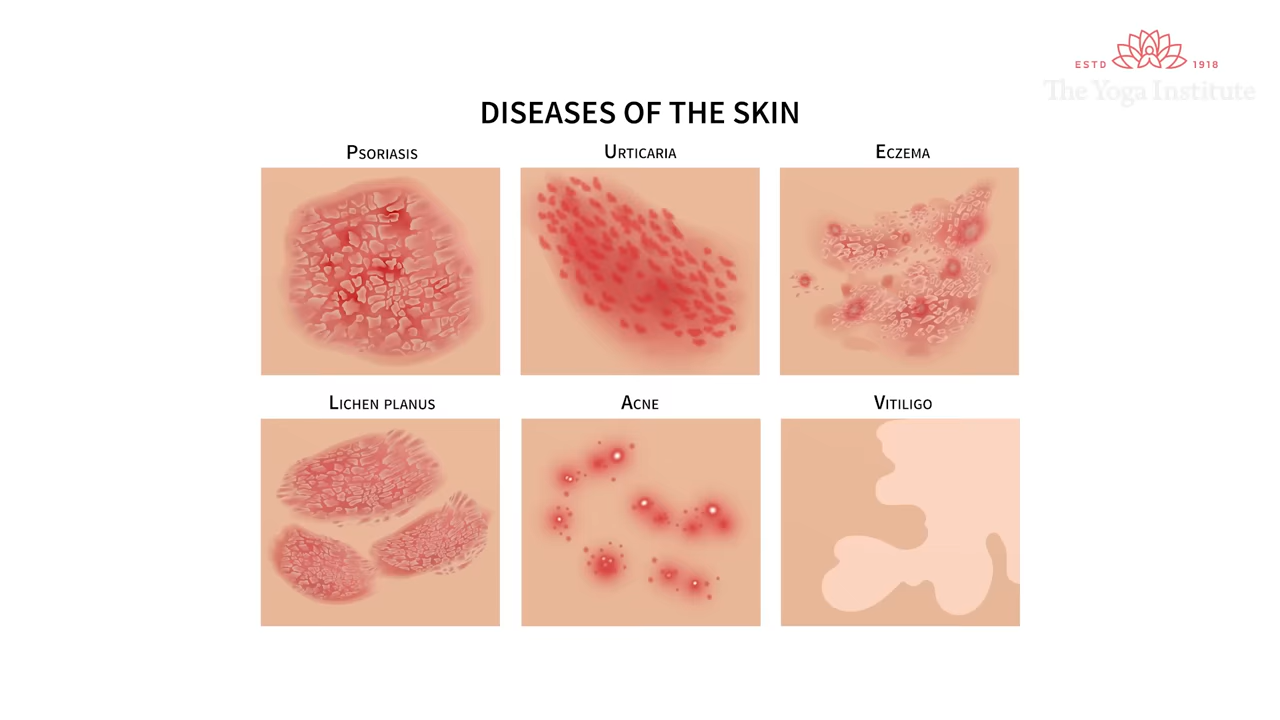 ESTD 1918
The Yoga Institute
DISEASES OF THE SKIN
PSORIASIS
URTICARIA
ECZEMA
LICHEN PLANUS
ACNE
VITILIGO